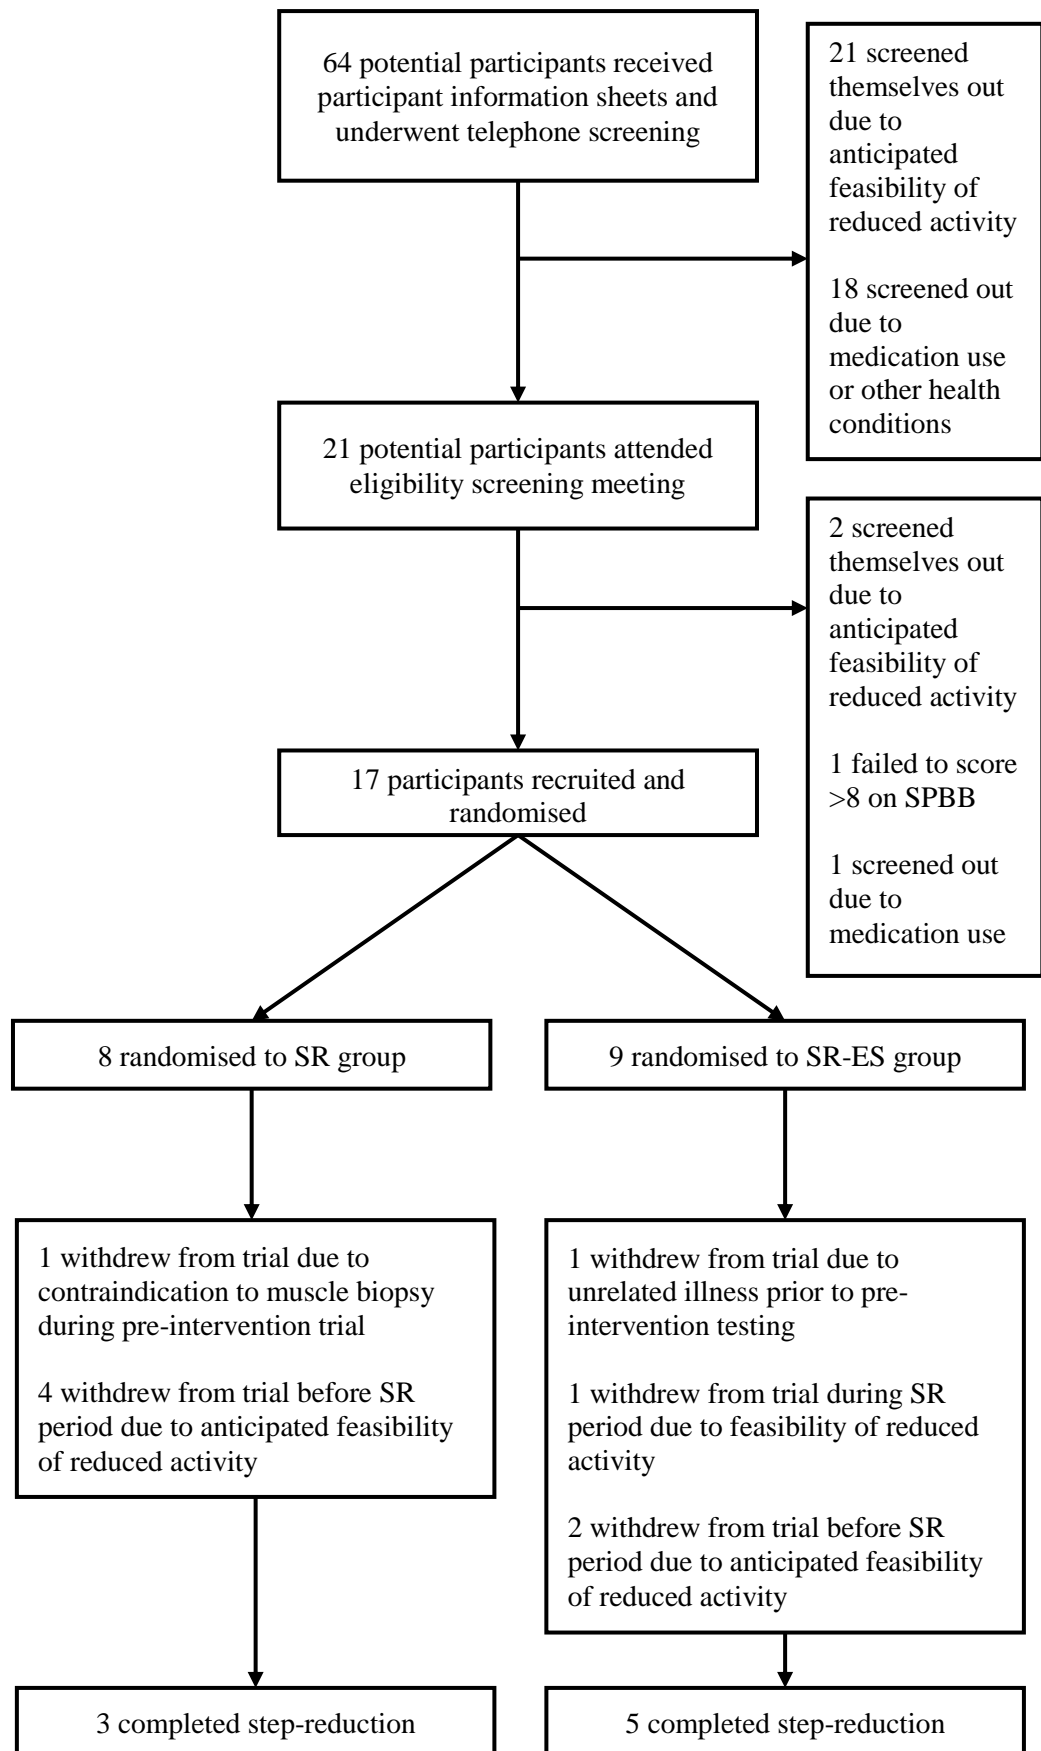 64 potential participants received
participant information sheets and
underwent telephone screening
21 screened
themselves out
due to
anticipated
feasibility of
reduced activity
18 screened out
due to
medication use
or other health
conditions
21 potential participants attended
eligibility screening meeting
2 screened
themselves out
due to
anticipated
feasibility of
reduced activity
1 failed to score
>8 on SPBB
1 screened out
due to
medication use
17 participants recruited and
randomised
8 randomised to SR group
9 randomised to SR-ES group
1 withdrew from trial due to
contraindication to muscle biopsy
during pre-intervention trial
4 withdrew from trial before SR
period due to anticipated feasibility
of reduced activity
1 withdrew from trial due to
unrelated illness prior to pre-
intervention testing
1 withdrew from trial during SR
period due to feasibility of reduced
activity
2 withdrew from trial before SR
period due to anticipated feasibility
of reduced activity
3 completed step-reduction
5 completed step-reduction